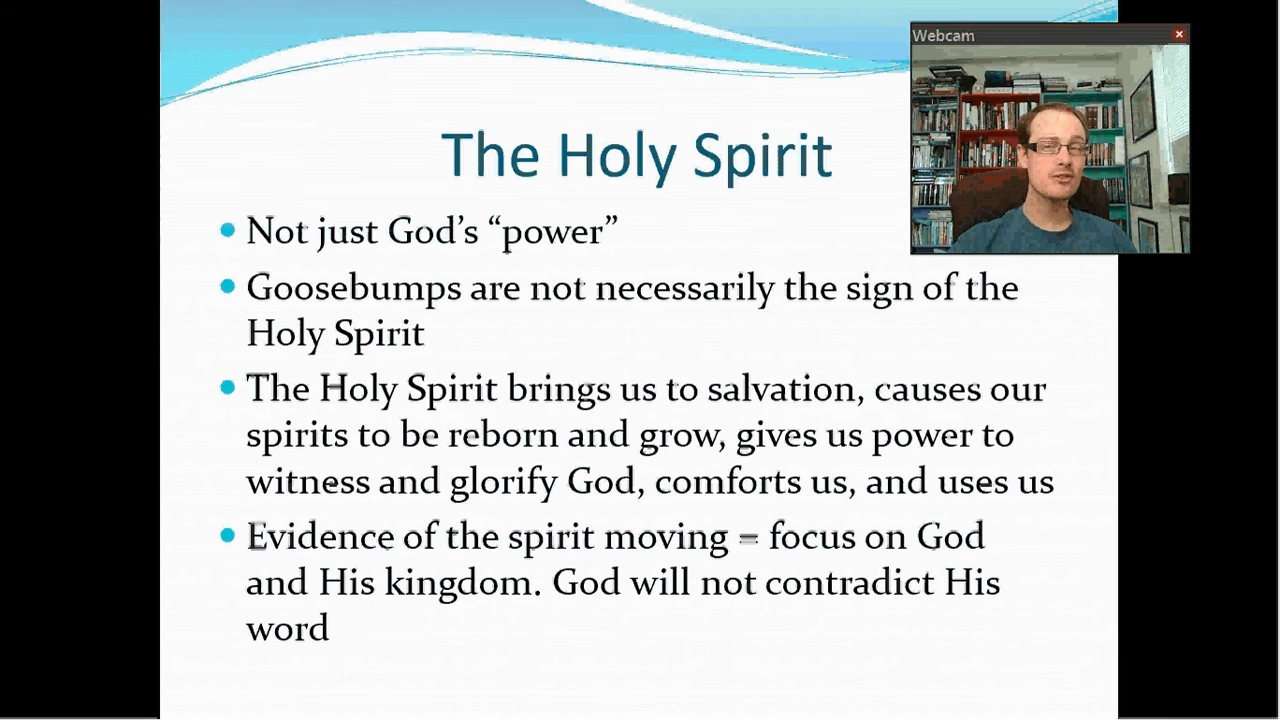 Webcam
The Holy Spirit
Not just God's “power”
Goosebumps are not necessarily the sign of the
Holy Spirit
The Holy Spirit brings us to salvation, causes our
spirits to be reborn and grow, gives us power to
witness and glorify God, comforts us, and uses us
Evidence of the spirit moving = focus on God
and His kingdom. God will not contradict His
word